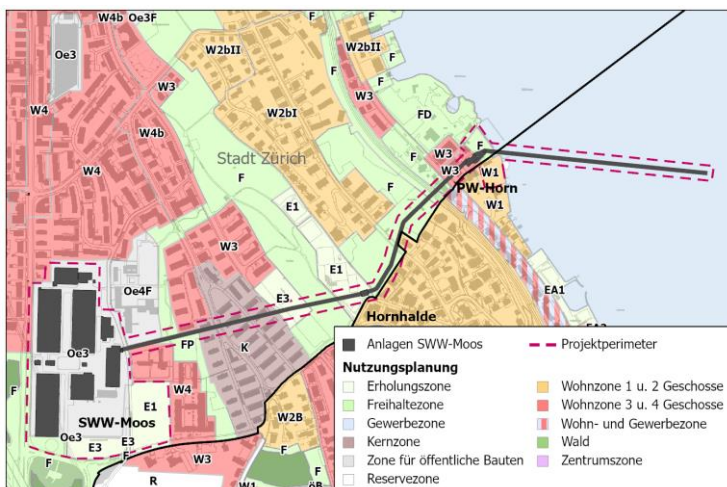 W4b
Oe3F
Oe3
F
W2bII
W2bII
F
F
W3
W3
W2bI
FD
W4
W4b
Stadt Zürich
W4
F
F
W3
F
W3
W1
PW-Horn
W1
E1
F
W3
E1
E3
Oe4F
EA1
Hornhalde
FP
K
Oe3
F
W4
E1
W2B
SWW-Moos
Oe3
E3
E3
F
F
W3
F
R
W1
F
öB
Anlagen SWW-Moos
Projektperimeter
Nutzungsplanung
Erholungszone
Wohnzone 1 u. 2 Geschosse
Freihaltezone
Wohnzone 3 u. 4 Geschosse
Gewerbezone
Wohn- und Gewerbezone
Kernzone
Wald
Zone für öffentliche Bauten
Zentrumszone
Reservezone